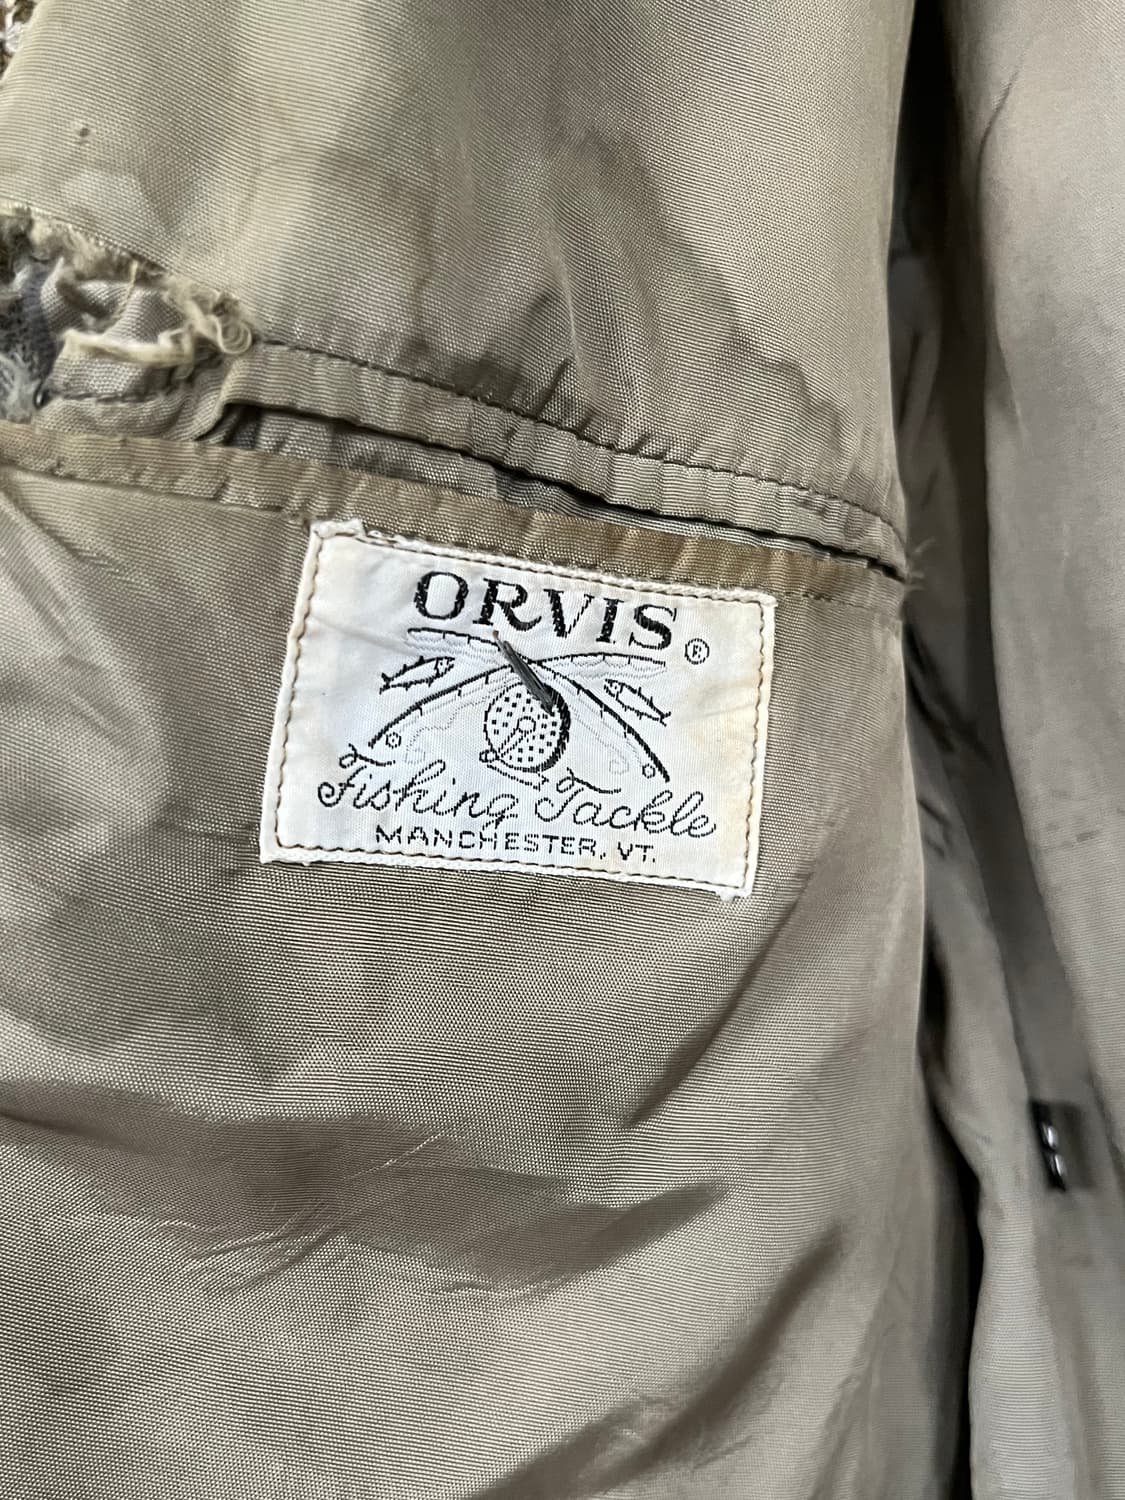 ORVIS ®
Fishing Tackle
MANCHESTER, VT.